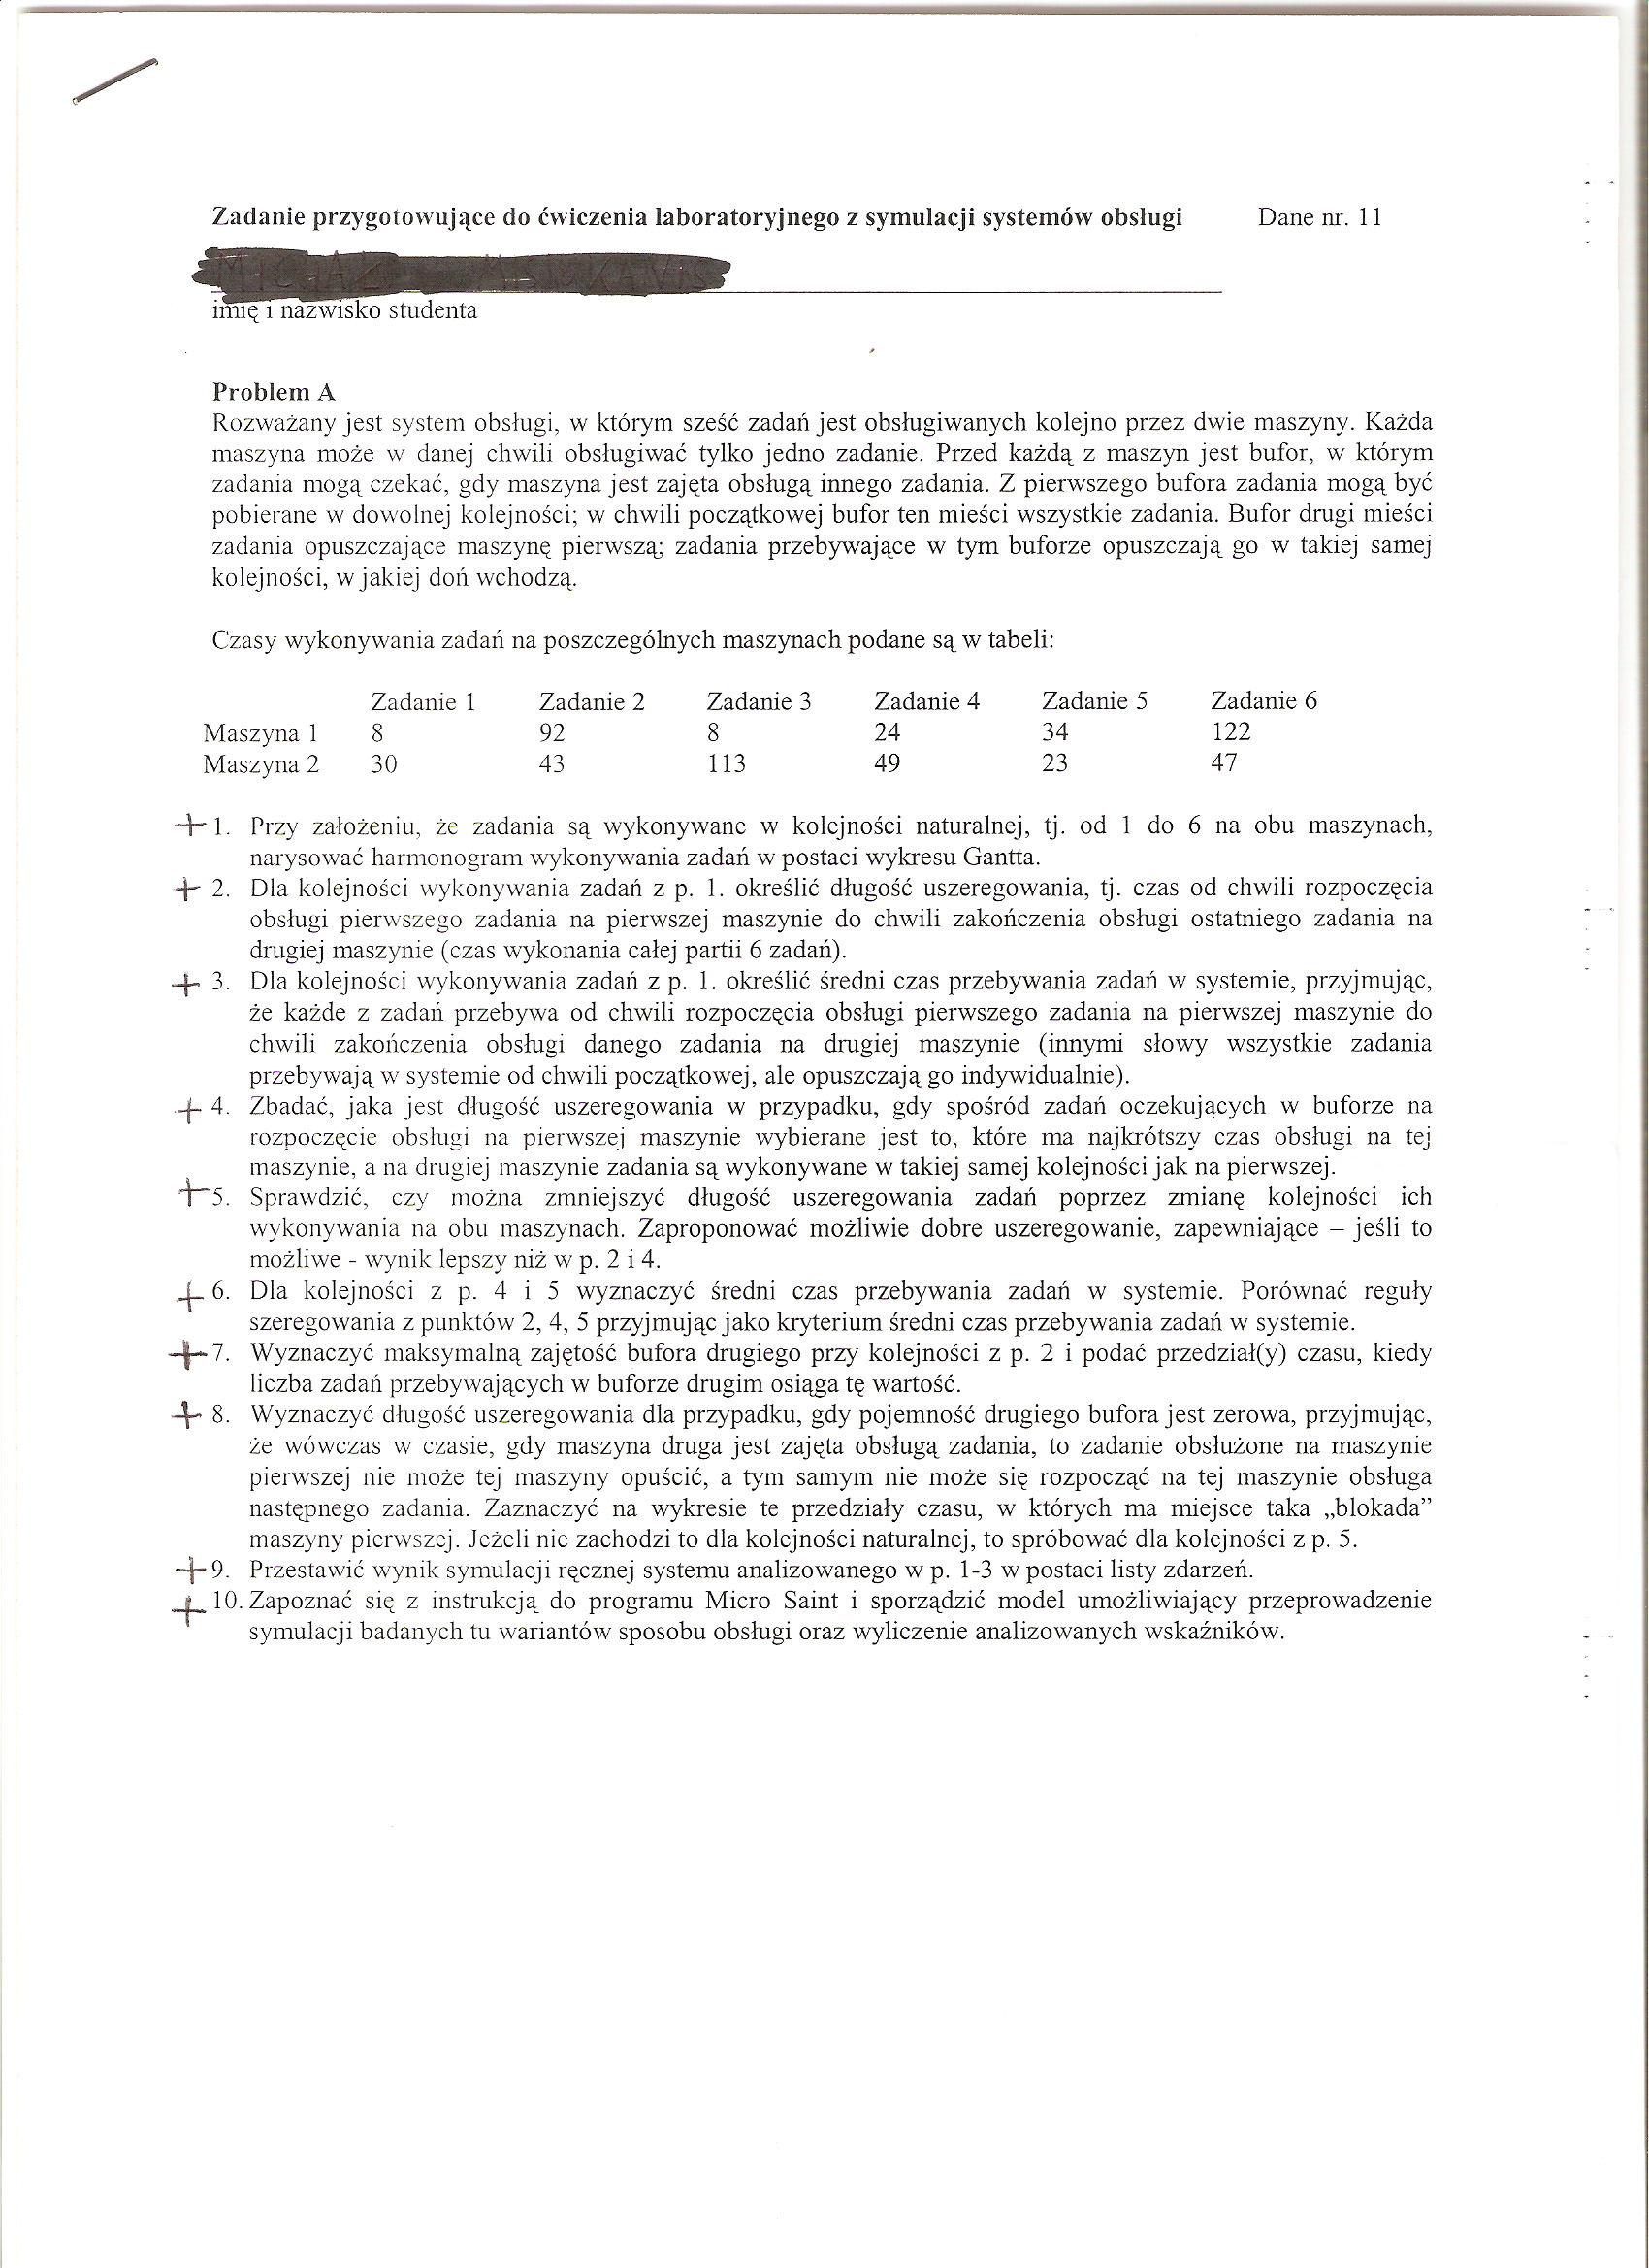 Zadanie przygotowujące do ćwiczenia laboratoryjnego z symulacji systemów obsługi Dane nr. 11
imię i nazwisko studenta
Problem A
Rozważany jest system obsługi, w którym sześć zadań jest obsługiwanych kolejno przez dwie maszyny. Każda
maszyna może w danej chwili obsługiwać tylko jedno zadanie. Przed każdą z maszyn jest bufor, w którym
zadania mogą czekać, gdy maszyna jest zajęta obsługą innego zadania. Z pierwszego bufora zadania mogą być
pobierane w dowolnej kolejności; w chwili początkowej bufor ten mieści wszystkie zadania. Bufor drugi mieści
zadania opuszczające maszynę pierwszą; zadania przebywające w tym buforze opuszczają go w takiej samej
kolejności, w jakiej doń wchodzą.
Czasy wykonywania zadań na poszczególnych maszynach podane są w tabeli:
Zadanie 1 Zadanie 2 Zadanie 3 Zadanie 4 Zadanie 5 Zadanie 6
Maszyna 1 8 92 8 24 34 122
Maszyna 2 30 43 113 49 23 47
+ 1. Przy założeniu, że zadania są wykonywane w kolejności naturalnej, tj. od 1 do 6 na obu maszynach,
narysować harmonogram wykonywania zadań w postaci wykresu Gantta.
+ 2. Dla kolejności wykonywania zadań z p. 1. określić długość uszeregowania, tj. czas od chwili rozpoczęcia
obsługi pierwszego zadania na pierwszej maszynie do chwili zakończenia obsługi ostatniego zadania na
drugiej maszynie (czas wykonania całej partii 6 zadań).
+ 3. Dla kolejności wykonywania zadań z p. 1. określić średni czas przebywania zadań w systemie, przyjmując,
że każde z zadań przebywa od chwili rozpoczęcia obsługi pierwszego zadania na pierwszej maszynie do
chwili zakończenia obsługi danego zadania na drugiej maszynie (innymi słowy wszystkie zadania
przebywają w systemie od chwili początkowej, ale opuszczają go indywidualnie).
+ 4. Zbadać, jaka jest długość uszeregowania w przypadku, gdy spośród zadań oczekujących w buforze na
rozpoczęcie obsługi na pierwszej maszynie wybierane jest to, które ma najkrótszy czas obsługi na tej
maszynie, a na drugiej maszynie zadania są wykonywane w takiej samej kolejności jak na pierwszej.
+ 5. Sprawdzić, czy można zmniejszyć długość uszeregowania zadań poprzez zmianę kolejności ich
wykonywania na obu maszynach. Zaproponować możliwie dobre uszeregowanie, zapewniające – jeśli to
możliwe - wynik lepszy niż w p. 2 i 4.
+ 6. Dla kolejności z p. 4 i 5 wyznaczyć średni czas przebywania zadań w systemie. Porównać reguły
szeregowania z punktów 2, 4, 5 przyjmując jako kryterium średni czas przebywania zadań w systemie.
+ 7. Wyznaczyć maksymalną zajętość bufora drugiego przy kolejności z p. 2 i podać przedział(y) czasu, kiedy
liczba zadań przebywających w buforze drugim osiąga tę wartość.
+ 8. Wyznaczyć długość uszeregowania dla przypadku, gdy pojemność drugiego bufora jest zerowa, przyjmując,
że wówczas w czasie, gdy maszyna druga jest zajęta obsługą zadania, to zadanie obsłużone na maszynie
pierwszej nie może tej maszyny opuścić, a tym samym nie może się rozpocząć na tej maszynie obsługa
następnego zadania. Zaznaczyć na wykresie te przedziały czasu, w których ma miejsce taka „blokada”
maszyny pierwszej. Jeżeli nie zachodzi to dla kolejności naturalnej, to spróbować dla kolejności z p. 5.
+ 9. Przestawić wynik symulacji ręcznej systemu analizowanego w p. 1-3 w postaci listy zdarzeń.
+ 10. Zapoznać się z instrukcją do programu Micro Saint i sporządzić model umożliwiający przeprowadzenie
symulacji badanych tu wariantów sposobu obsługi oraz wyliczenie analizowanych wskaźników.